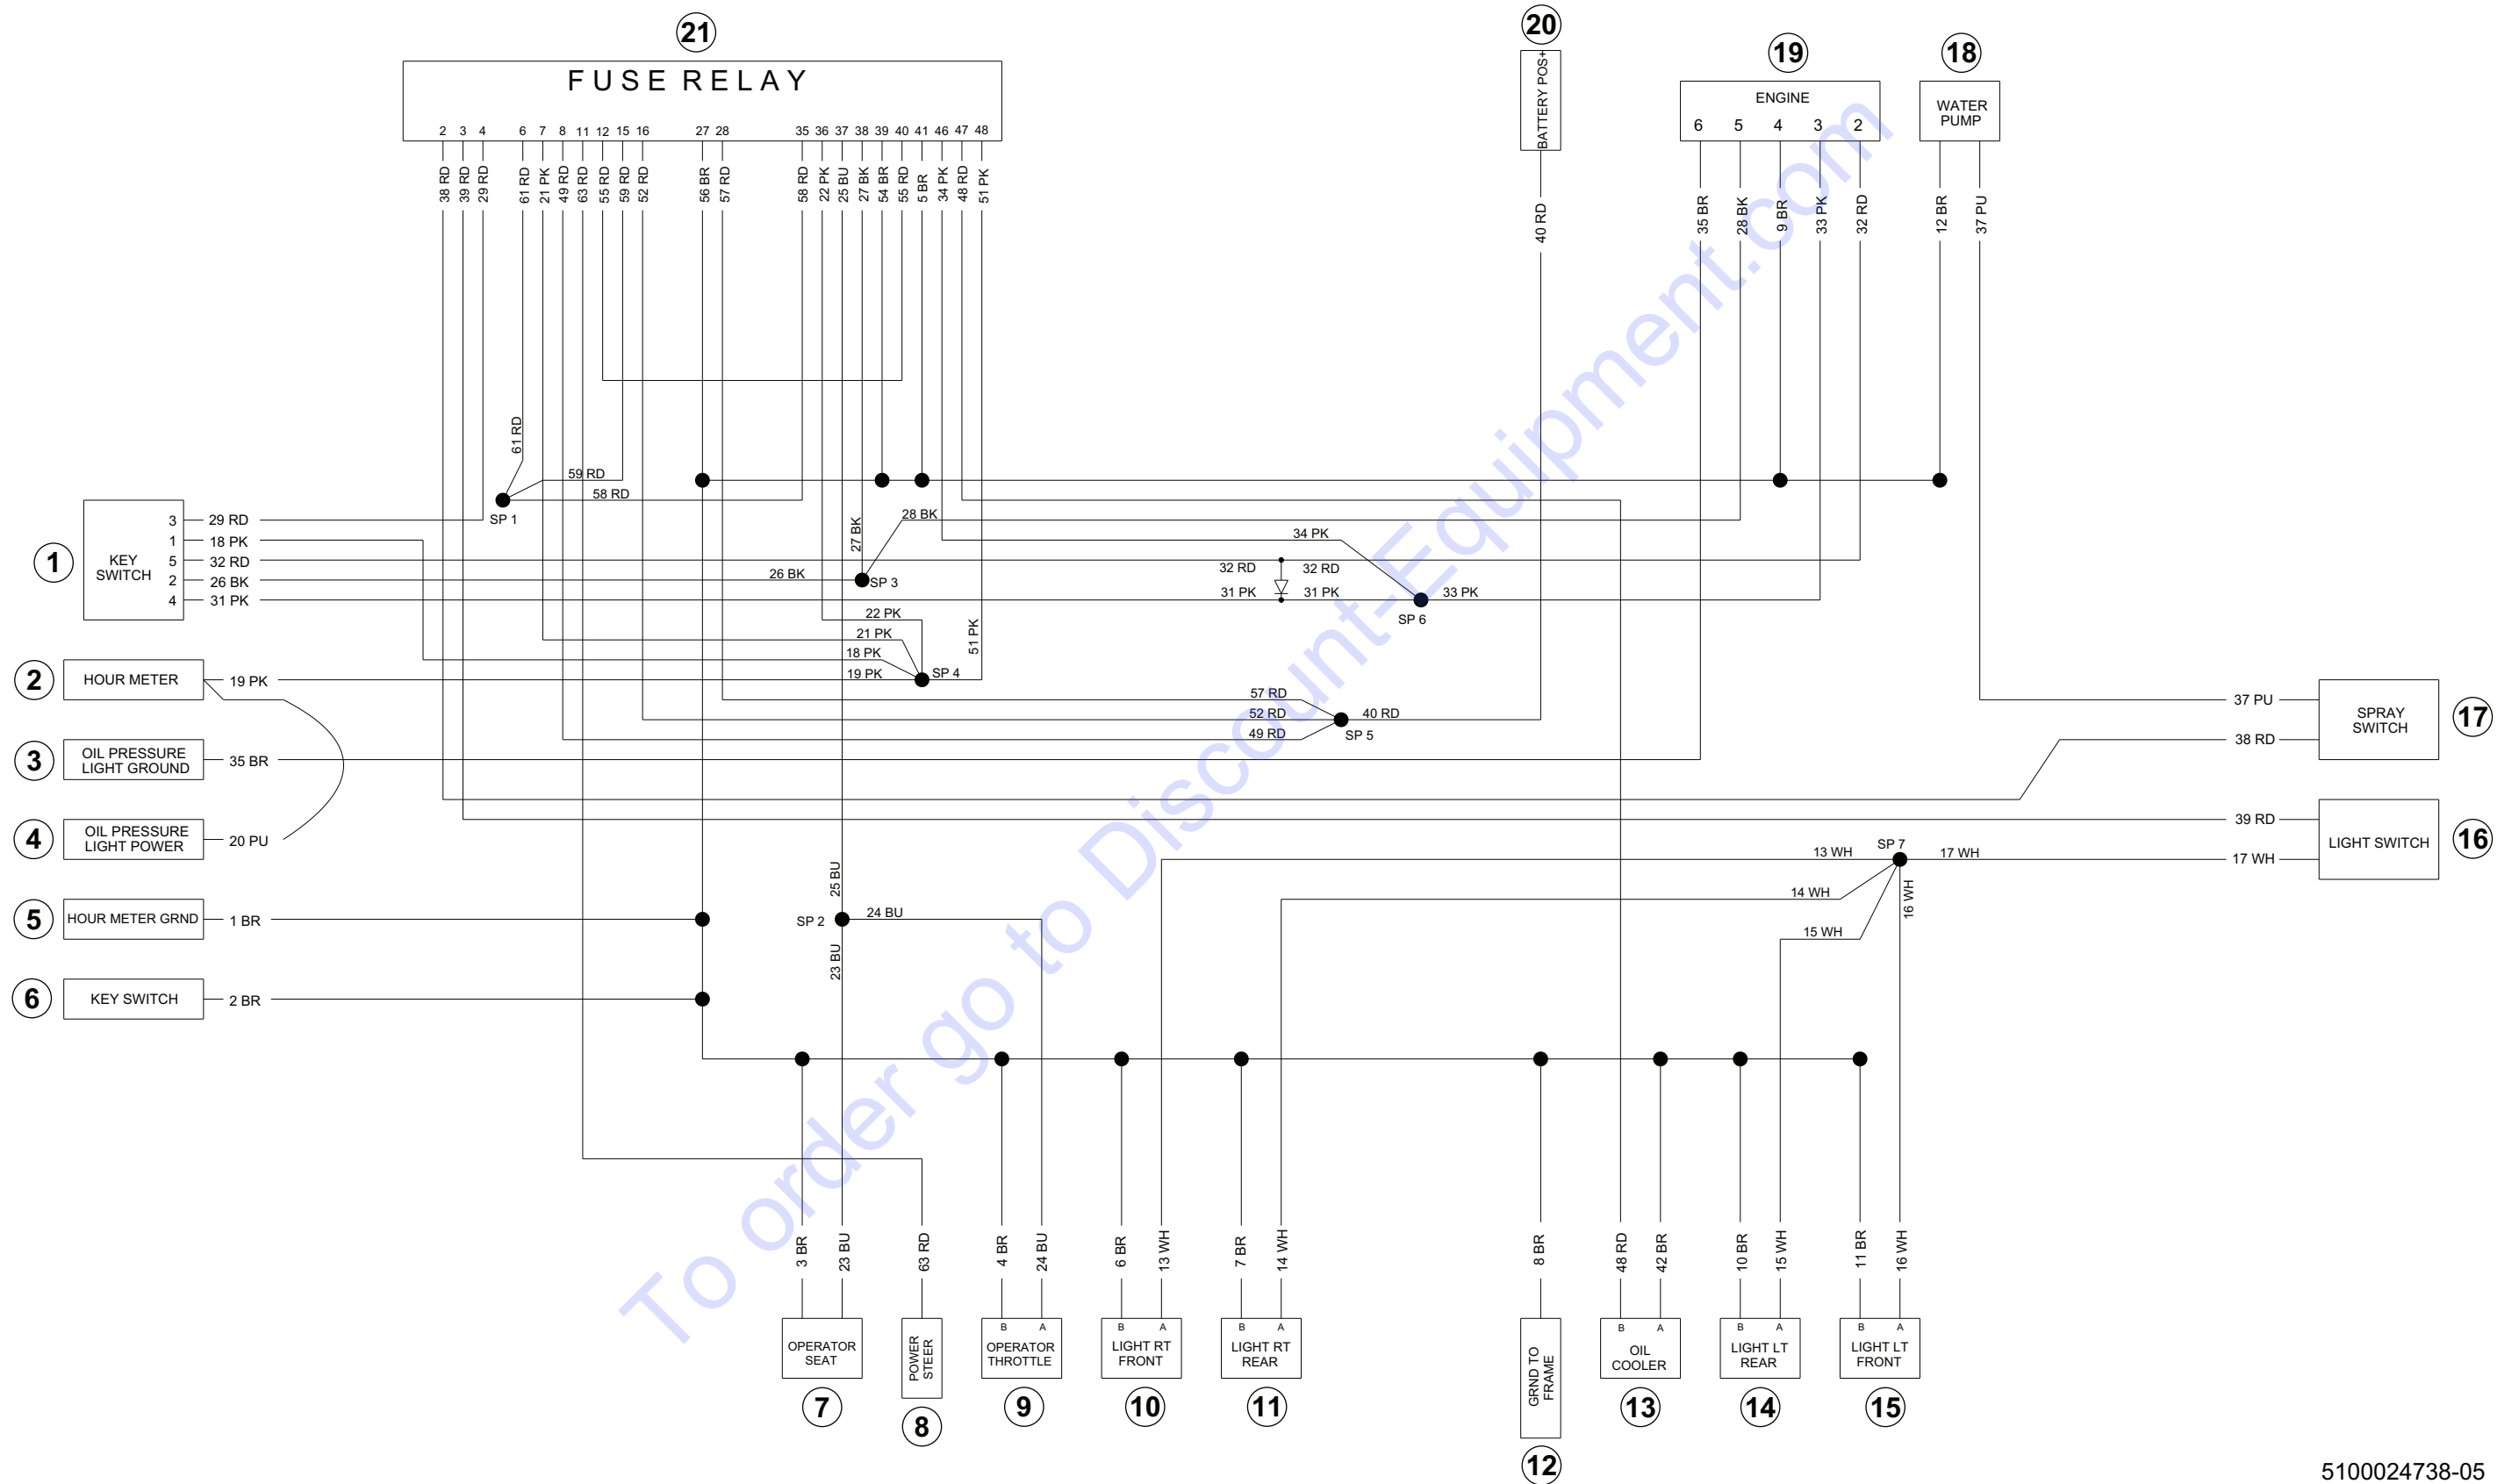 21
FUSE RELAY
2 3 4 6 7 8 11 12 15 16 27 28 35 36 37 38 39 40 41 46 47 48
38 RD
39 RD
29 RD
61 RD
21 PK
49 RD
63 RD
55 RD
59 RD
52 RD
56 BR
57 RD
58 RD
22 PK
25 BU
27 BK
54 BR
55 RD
5 BR
34 PK
48 RD
51 PK
20
BATTERY POS+
40 RD
19
ENGINE
6 5 4 3 2
35 BR
28 BK
9 BR
33 PK
32 RD
18
WATER
PUMP
12 BR
37 PU
61 RD
59 RD
58 RD
SP 1
1
KEY
SWITCH
3 29 RD
1 18 PK
5 32 RD
2 26 BK
4 31 PK
28 BK
27 BK
26 BK
SP 3
34 PK
32 RD
32 RD
31 PK
31 PK
33 PK
SP 6
22 PK
21 PK
18 PK
19 PK
SP 4
51 PK
2
HOUR METER
19 PK
57 RD
52 RD
49 RD
40 RD
SP 5
3
OIL PRESSURE
LIGHT GROUND
35 BR
4
OIL PRESSURE
LIGHT POWER
20 PU
37 PU
38 RD
SPRAY
SWITCH
17
39 RD
17 WH
LIGHT SWITCH
16
SP 7
13 WH
17 WH
14 WH
16 WH
15 WH
5
HOUR METER GRND
1 BR
25 BU
SP 2
24 BU
23 BU
6
KEY SWITCH
2 BR
3 BR
23 BU
63 RD
4 BR
24 BU
6 BR
13 WH
7 BR
14 WH
8 BR
48 RD
42 BR
10 BR
15 WH
11 BR
16 WH
OPERATOR
SEAT
7
POWER
STEER
8
B A
OPERATOR
THROTTLE
9
B A
LIGHT RT
FRONT
10
B A
LIGHT RT
REAR
11
GRND TO
FRAME
12
B A
OIL
COOLER
13
B A
LIGHT LT
REAR
14
B A
LIGHT LT
FRONT
15
To order go to Discount-Equipment.com
5100024738-05